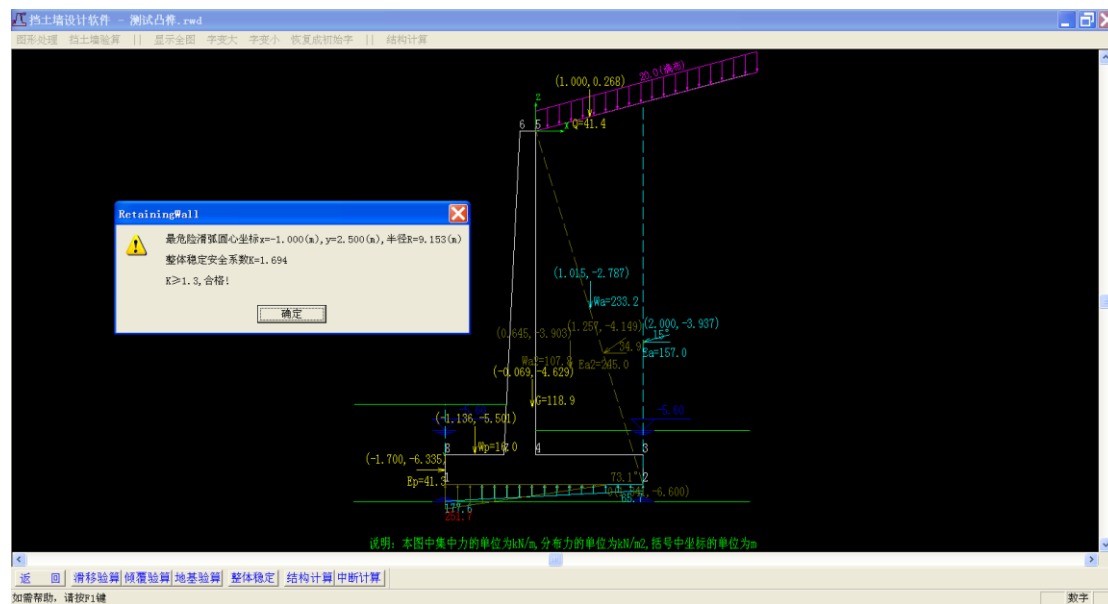 挡土墙设计软件 - 测试凸榫.rwd
图形处理 挡土墙验算 || 显示全图 字变大 字变小 恢复成初始字 || 结构计算
20.0(满布)
(1.000,0.268)
z
6 5 x Q=41.4
RetainingWall
最危险滑弧圆心坐标x=-1.000(m),y=2.500(m),半径R=9.153(m)
整体稳定安全系数K=1.694
K≥1.3,合格!
确定
(1.015,-2.787)
Wa=233.2
(0.645,-3.903)
(1.257,-4.149)
(2.000,-3.937)
15°
34.9
Ea=157.0
Wa2=107.8
Ea2=245.0
(-0.069,-4.629)
G=118.9
-5.60
(-1.136,-5.501)
8 Wp=16.0 4 3
(-1.700,-6.335)
1 73.1° 2
Ep=41.3
-6.600)
177.6
说明: 本图中集中力的单位为kN/m,分布力的单位为kN/m2,括号中坐标的单位为m
返 回 滑移验算 倾覆验算 地基验算 整体稳定 结构计算 中断计算
如需帮助, 请按F1键
数字